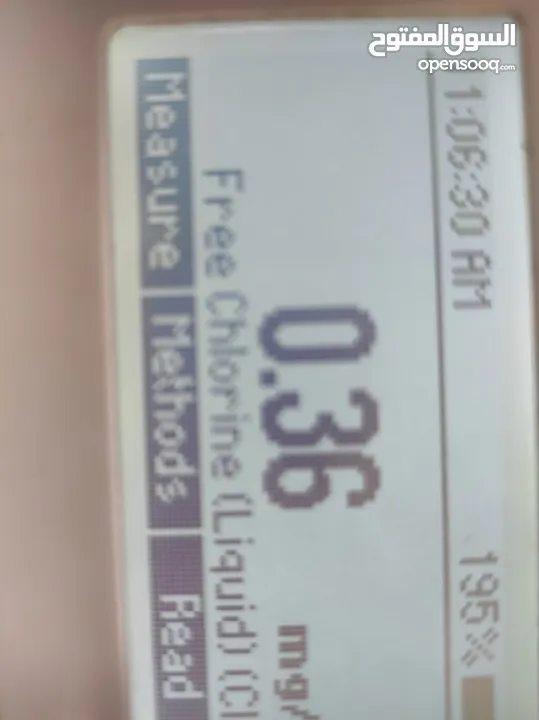 السوق المفتوح
opensooq.com
1:06:30 AM 195%
0.36 mg/
Free Chlorine (Liquid) (Cl
Measure Methods Read